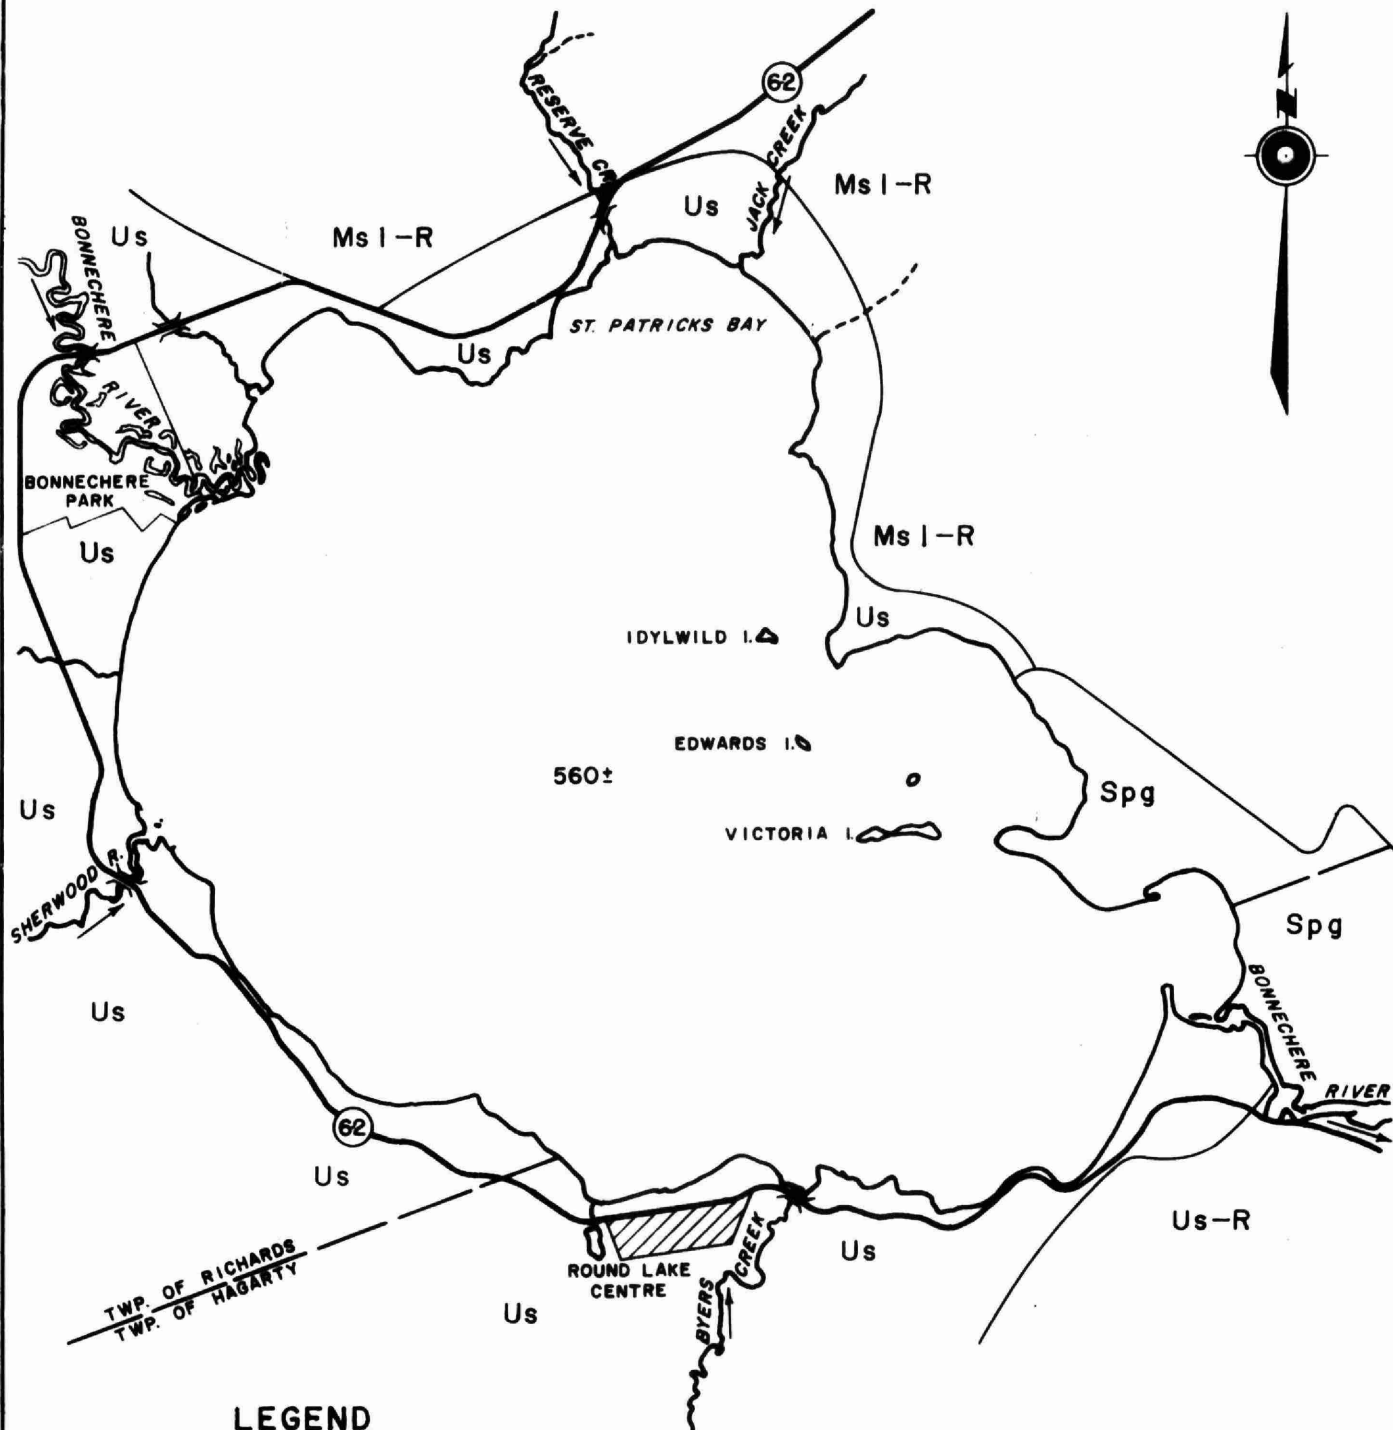 62
N
RESERVE CR.
JACK CREEK
Ms I-R
Us
Us
Ms I-R
BONNECHERE
RIVER
ST. PATRICKS BAY
Us
BONNECHERE
PARK
Us
Ms I-R
Us
IDYLWILD I.
EDWARDS I.
560±
Spg
VICTORIA I.
Us
SHERWOOD R.
Spg
Us
BONNECHERE
RIVER
62
Us
Us-R
Us
TWP. OF RICHARDS
TWP. OF HAGARTY
ROUND LAKE
CENTRE
BYERS CREEK
Us
LEGEND